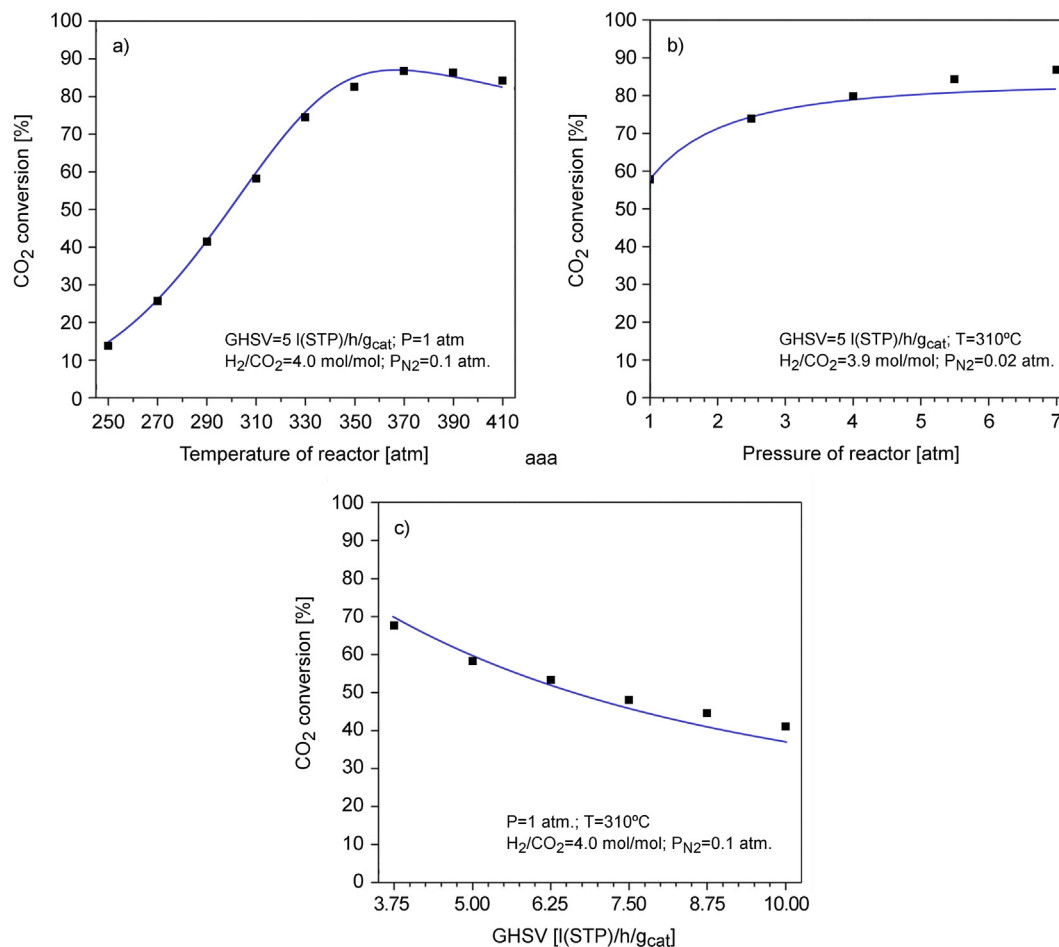 a)
CO2 conversion [%]
100
90
80
70
60
50
40
30
20
10
0
GHSV=5 l(STP)/h/gcat; P=1 atm
H2/CO2=4.0 mol/mol; PN2=0.1 atm.
250 270 290 310 330 350 370 390 410
Temperature of reactor [atm]
aaa
b)
CO2 conversion [%]
100
90
80
70
60
50
40
30
20
10
0
GHSV=5 l(STP)/h/gcat; T=310ºC
H2/CO2=3.9 mol/mol; PN2=0.02 atm.
1 2 3 4 5 6 7
Pressure of reactor [atm]
c)
CO2 conversion [%]
100
90
80
70
60
50
40
30
20
10
0
P=1 atm.; T=310ºC
H2/CO2=4.0 mol/mol; PN2=0.1 atm.
3.75 5.00 6.25 7.50 8.75 10.00
GHSV [l(STP)/h/gcat]